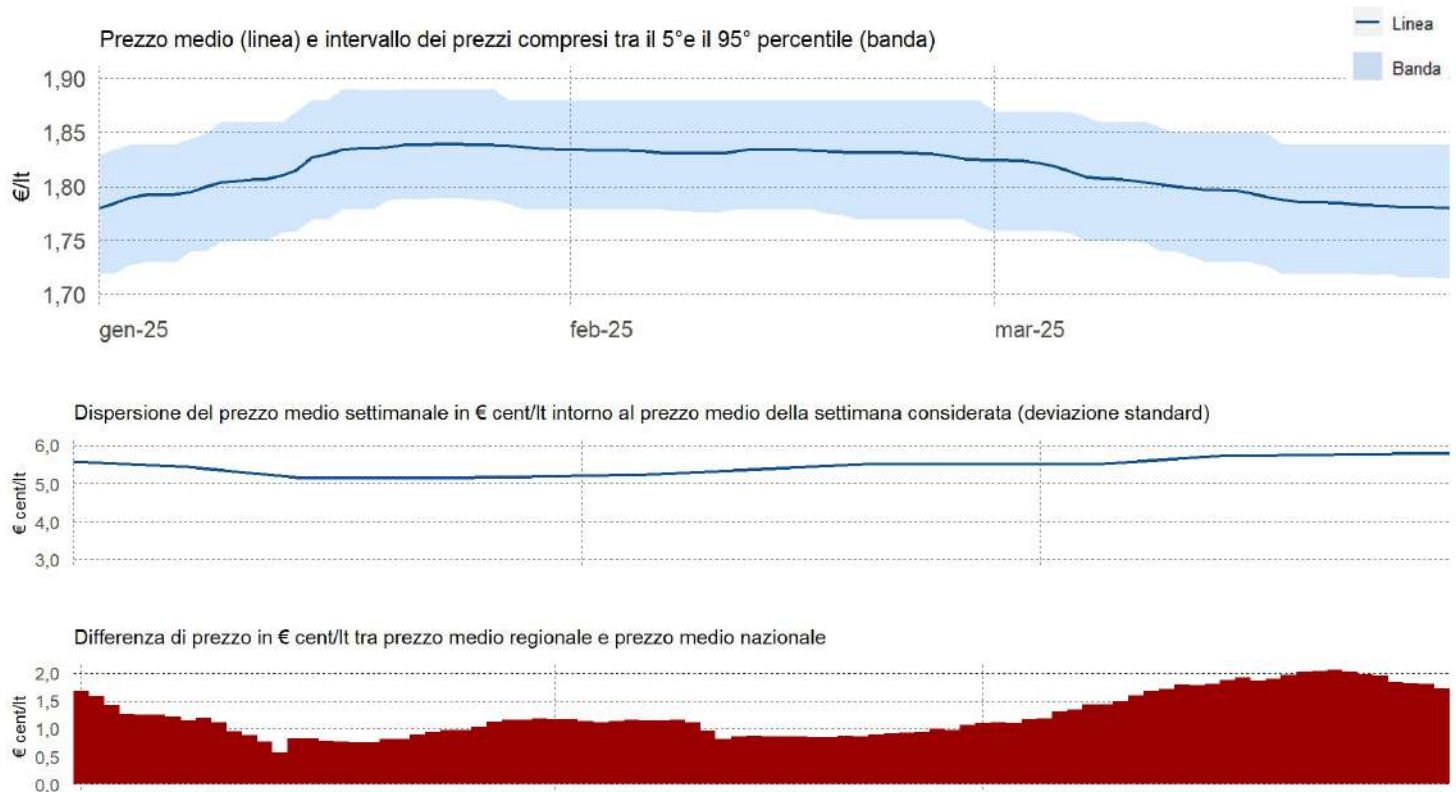 Prezzo medio (linea) e intervallo dei prezzi compresi tra il 5°e il 95° percentile (banda)
Linea
Banda
€/lt
1,90
1,85
1,80
1,75
1,70
gen-25 feb-25 mar-25
Dispersione del prezzo medio settimanale in € cent/lt intorno al prezzo medio della settimana considerata (deviazione standard)
€ cent/lt
6,0
5,0
4,0
3,0
Differenza di prezzo in € cent/lt tra prezzo medio regionale e prezzo medio nazionale
€ cent/lt
2,0
1,5
1,0
0,5
0,0